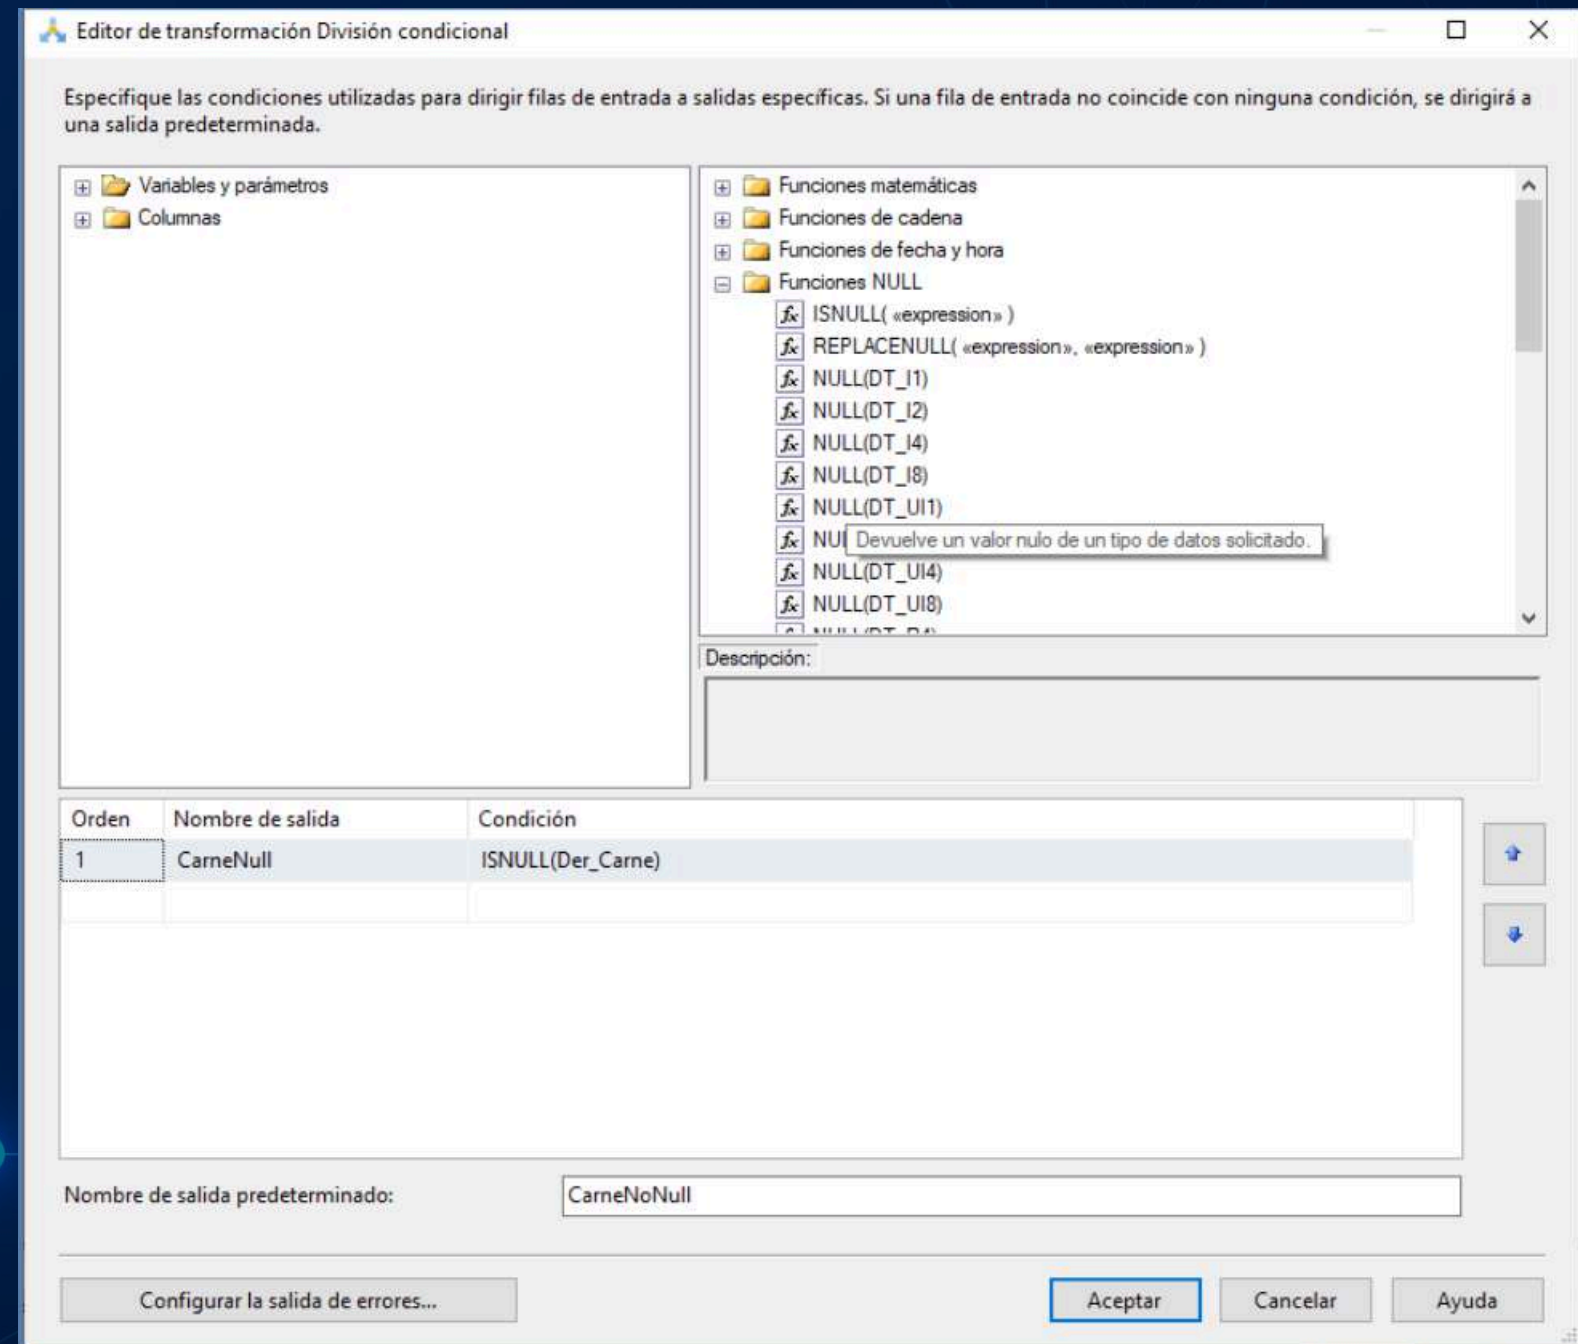 Editor de transformación División condicional
Especifique las condiciones utilizadas para dirigir filas de entrada a salidas específicas. Si una fila de entrada no coincide con ninguna condición, se dirigirá a
una salida predeterminada.
Variables y parámetros
Columnas
Funciones matemáticas
Funciones de cadena
Funciones de fecha y hora
Funciones NULL
ISNULL( «expression» )
REPLACENULL( «expression», «expression» )
NULL(DT_I1)
NULL(DT_I2)
NULL(DT_I4)
NULL(DT_I8)
NULL(DT_UI1)
Devuelve un valor nulo de un tipo de datos solicitado.
NULL(DT_UI4)
NULL(DT_UI8)
Descripción:
Orden Nombre de salida Condición
1 CarneNull ISNULL(Der_Carne)
Nombre de salida predeterminado: CarneNoNull
Configurar la salida de errores... Aceptar Cancelar Ayuda